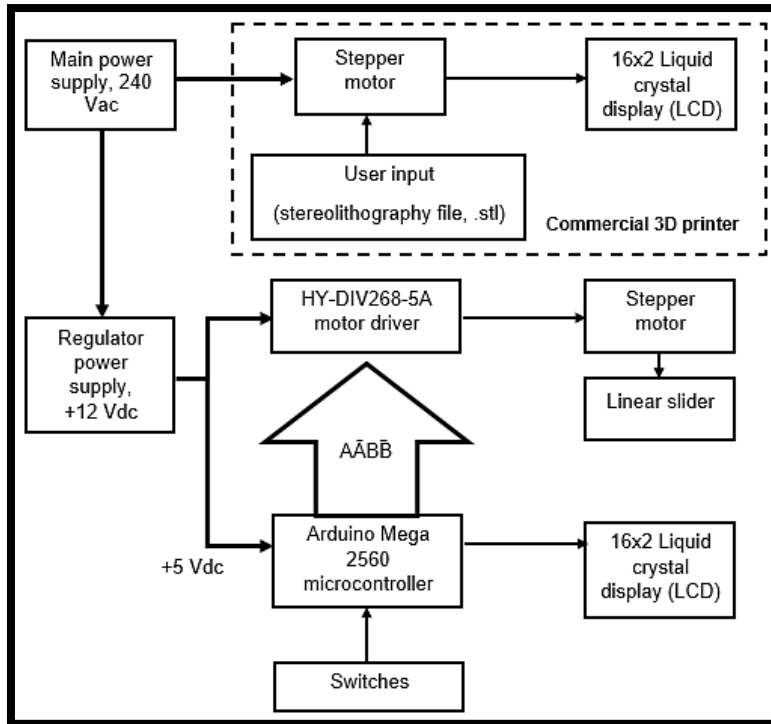 Main power
supply, 240
Vac
Stepper
motor
16x2 Liquid
crystal
display (LCD)
User input
(stereolithography file, .stl)
Commercial 3D printer
Regulator
power
supply,
+12 Vdc
HY-DIV268-5A
motor driver
Stepper
motor
Linear slider
AĀBB̄
+5 Vdc
Arduino Mega
2560
microcontroller
16x2 Liquid
crystal
display (LCD)
Switches